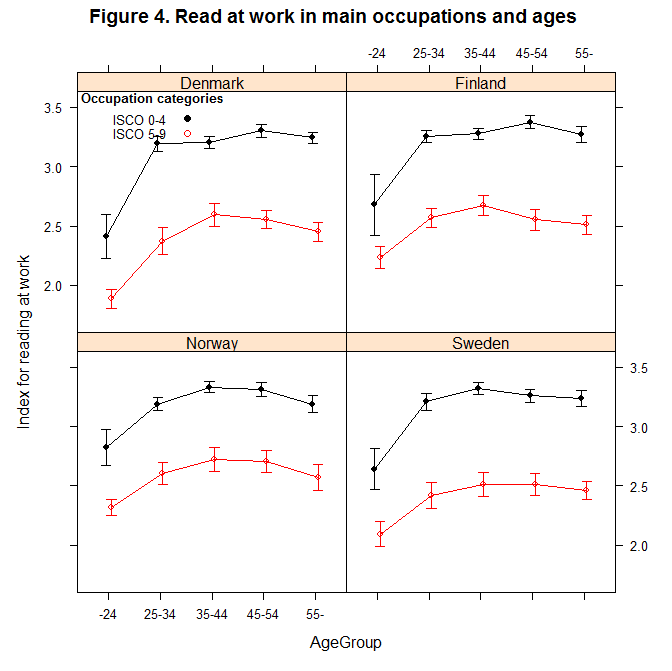 Figure 4. Read at work in main occupations and ages
-24 25-34 35-44 45-54 55-
Denmark Finland
Occupation categories
ISCO 0-4
ISCO 5-9
3.5
3.0
2.5
2.0
Index for reading at work
Norway Sweden
3.5
3.0
2.5
2.0
-24 25-34 35-44 45-54 55-
AgeGroup